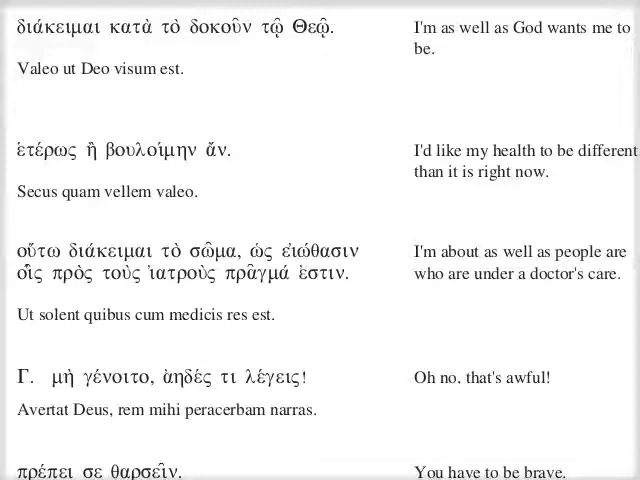 διάκειμαι κατὰ τὸ δοκοῦν τῷ Θεῷ.
I'm as well as God wants me to
be.
Valeo ut Deo visum est.
ἑτέρως ἢ βουλοίμην ἄν.
I'd like my health to be different
than it is right now.
Secus quam vellem valeo.
οὕτω διάκειμαι τὸ σῶμα, ὡς εἰώθασιν
οἷς πρὸς τοὺς ἰατροὺς πρᾶγμά ἐστιν.
I'm about as well as people are
who are under a doctor's care.
Ut solent quibus cum medicis res est.
Γ. μὴ γένοιτο, ἀηδές τι λέγεις!
Oh no, that's awful!
Avertat Deus, rem mihi peracerbam narras.
πρέπει σε θαρσεῖν.
You have to be brave.